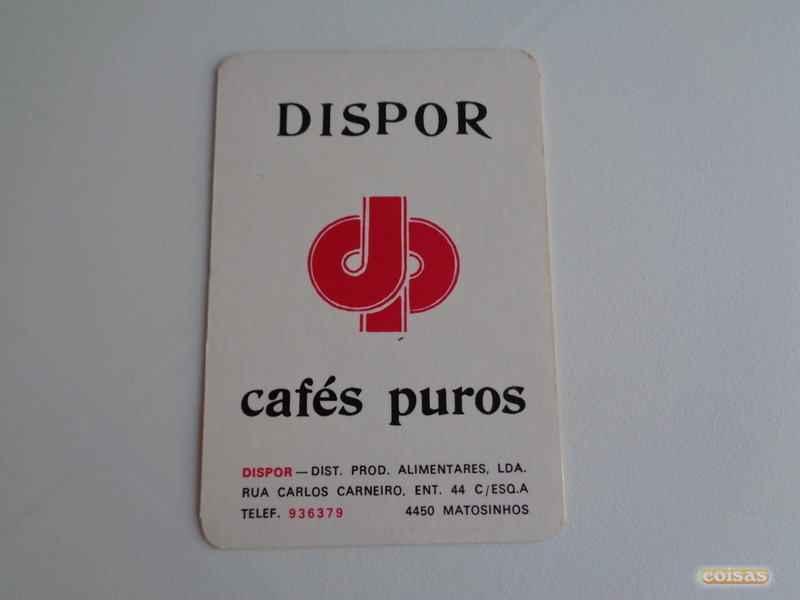 DISPOR
dp
cafés puros
DISPOR — DIST. PROD. ALIMENTARES, LDA.
RUA CARLOS CARNEIRO, ENT. 44 C/ESQ.A
TELEF. 936379 4450 MATOSINHOS
coisas